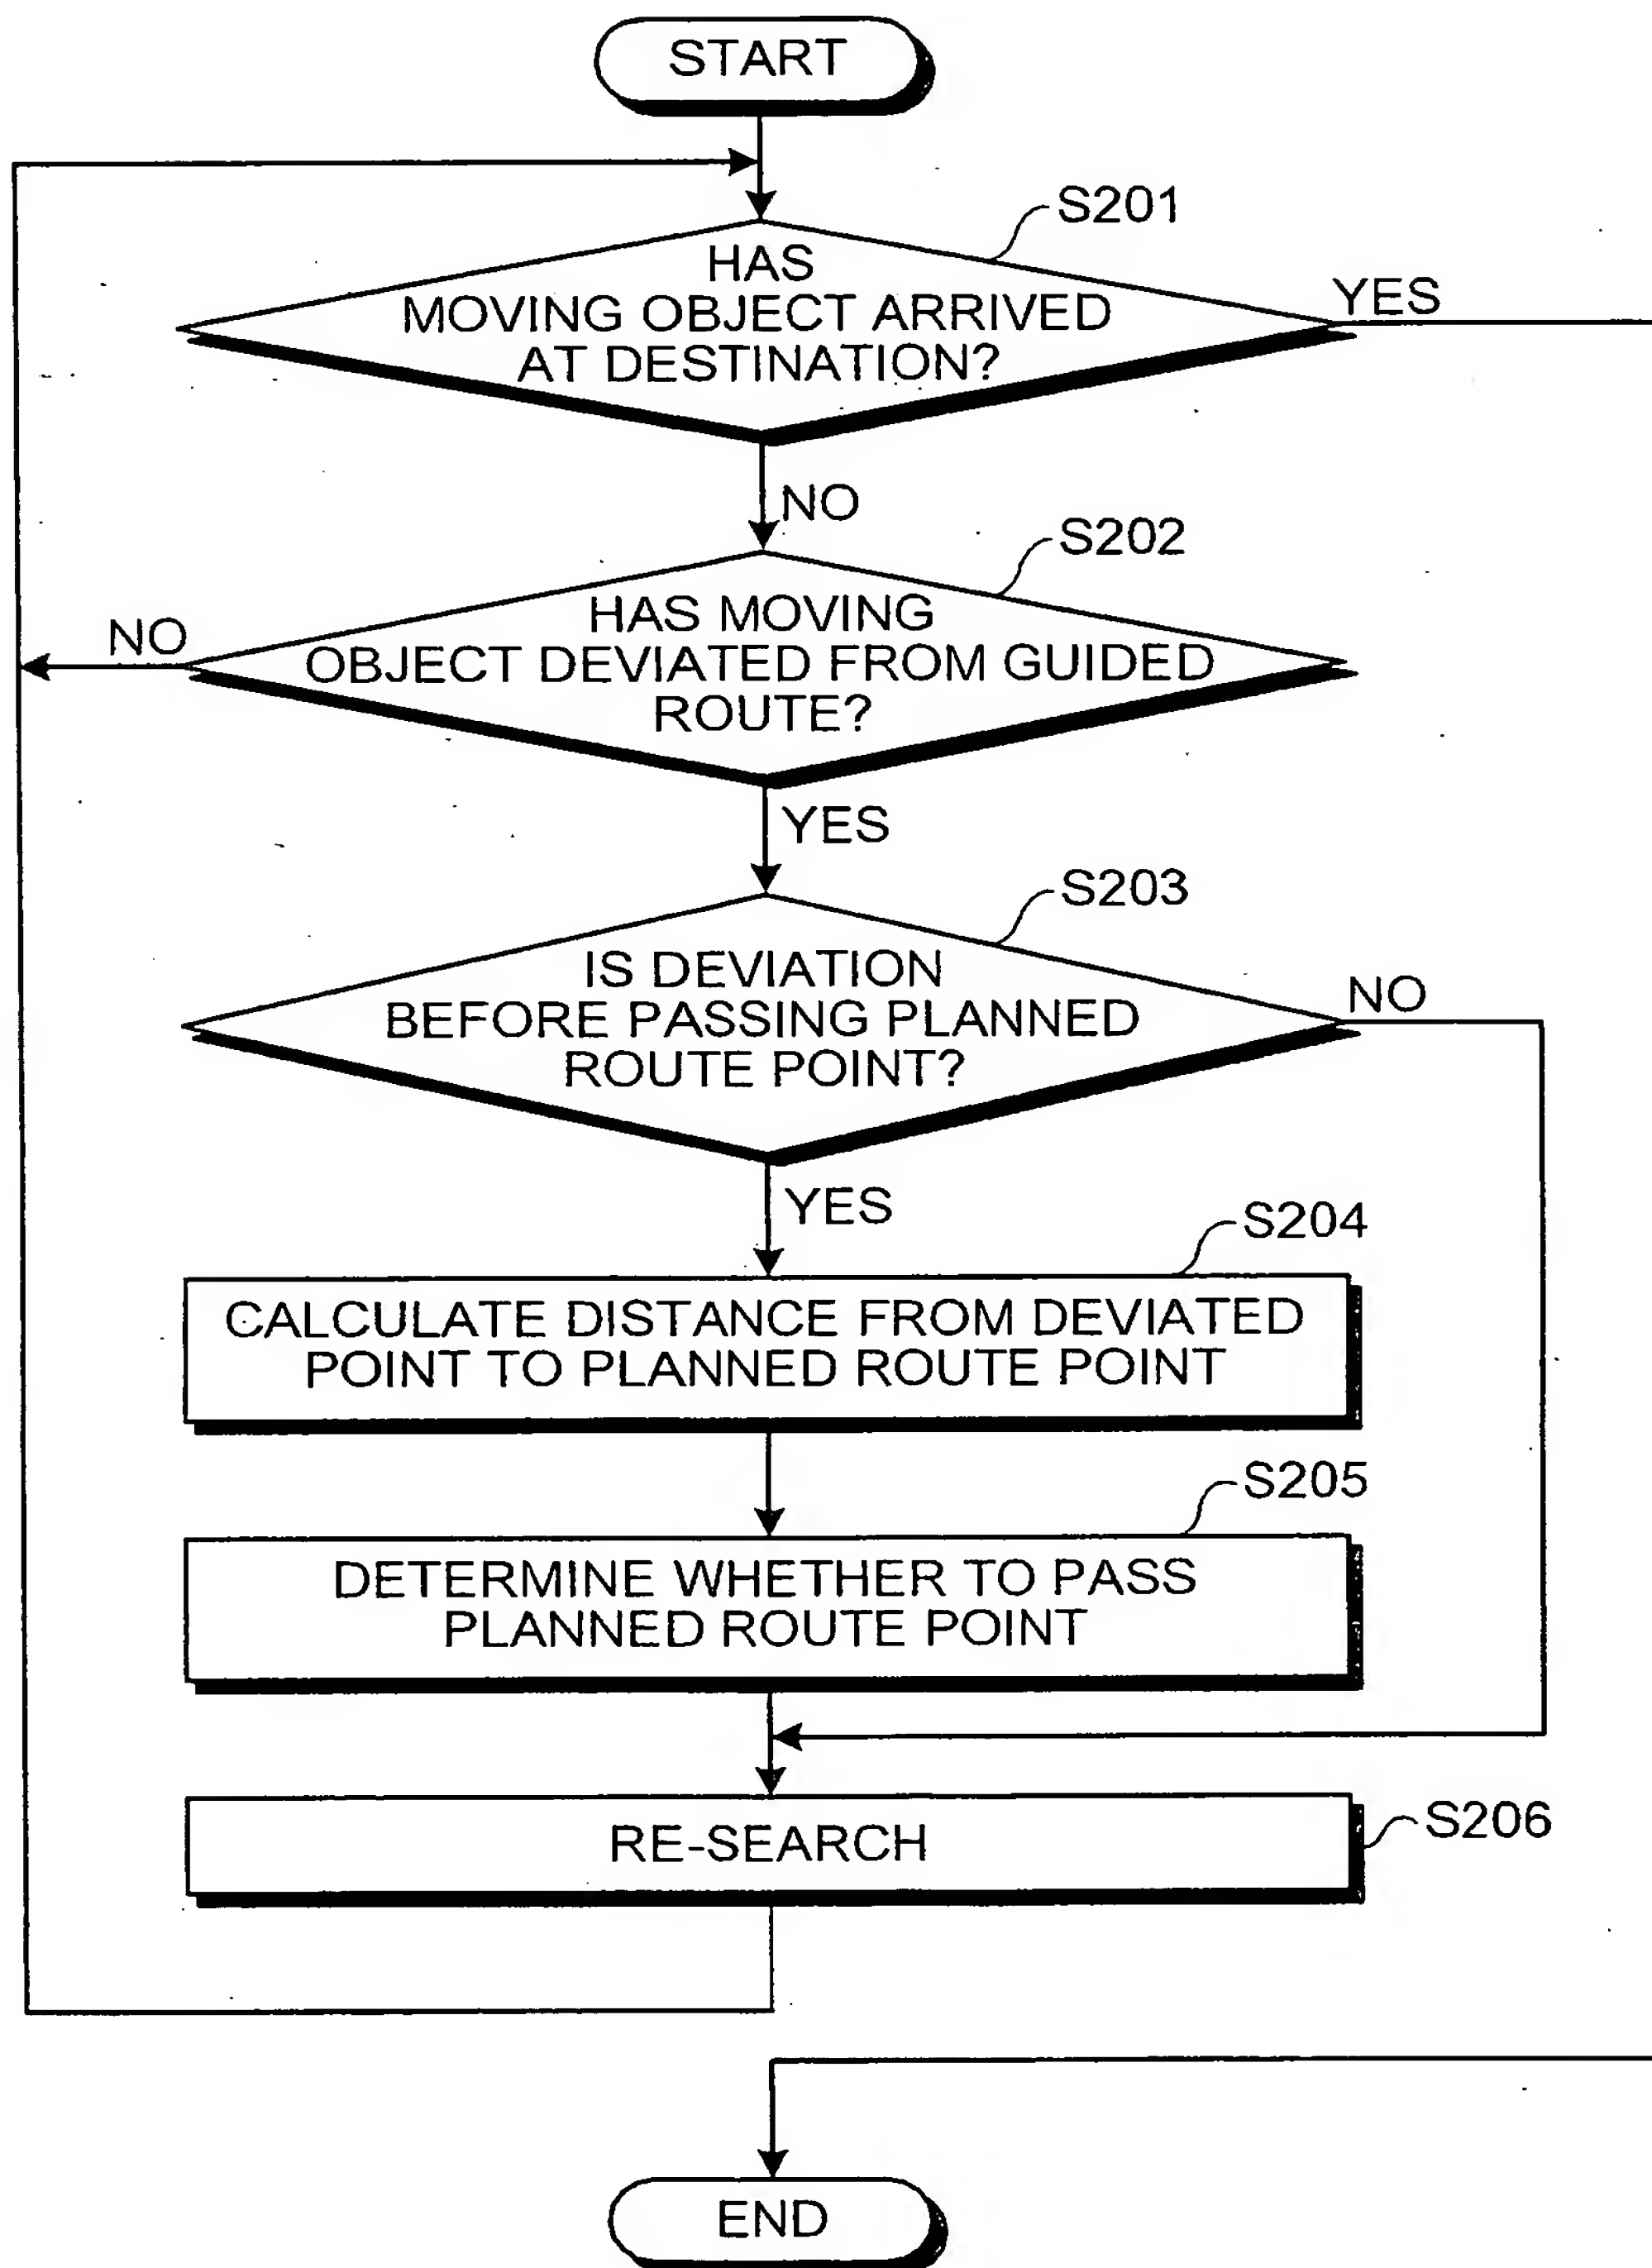 START
S201
HAS
MOVING OBJECT ARRIVED
AT DESTINATION?
YES
NO
S202
HAS MOVING
OBJECT DEVIATED FROM GUIDED
ROUTE?
NO
YES
S203
IS DEVIATION
BEFORE PASSING PLANNED
ROUTE POINT?
NO
YES
S204
CALCULATE DISTANCE FROM DEVIATED
POINT TO PLANNED ROUTE POINT
S205
DETERMINE WHETHER TO PASS
PLANNED ROUTE POINT
RE-SEARCH
S206
END